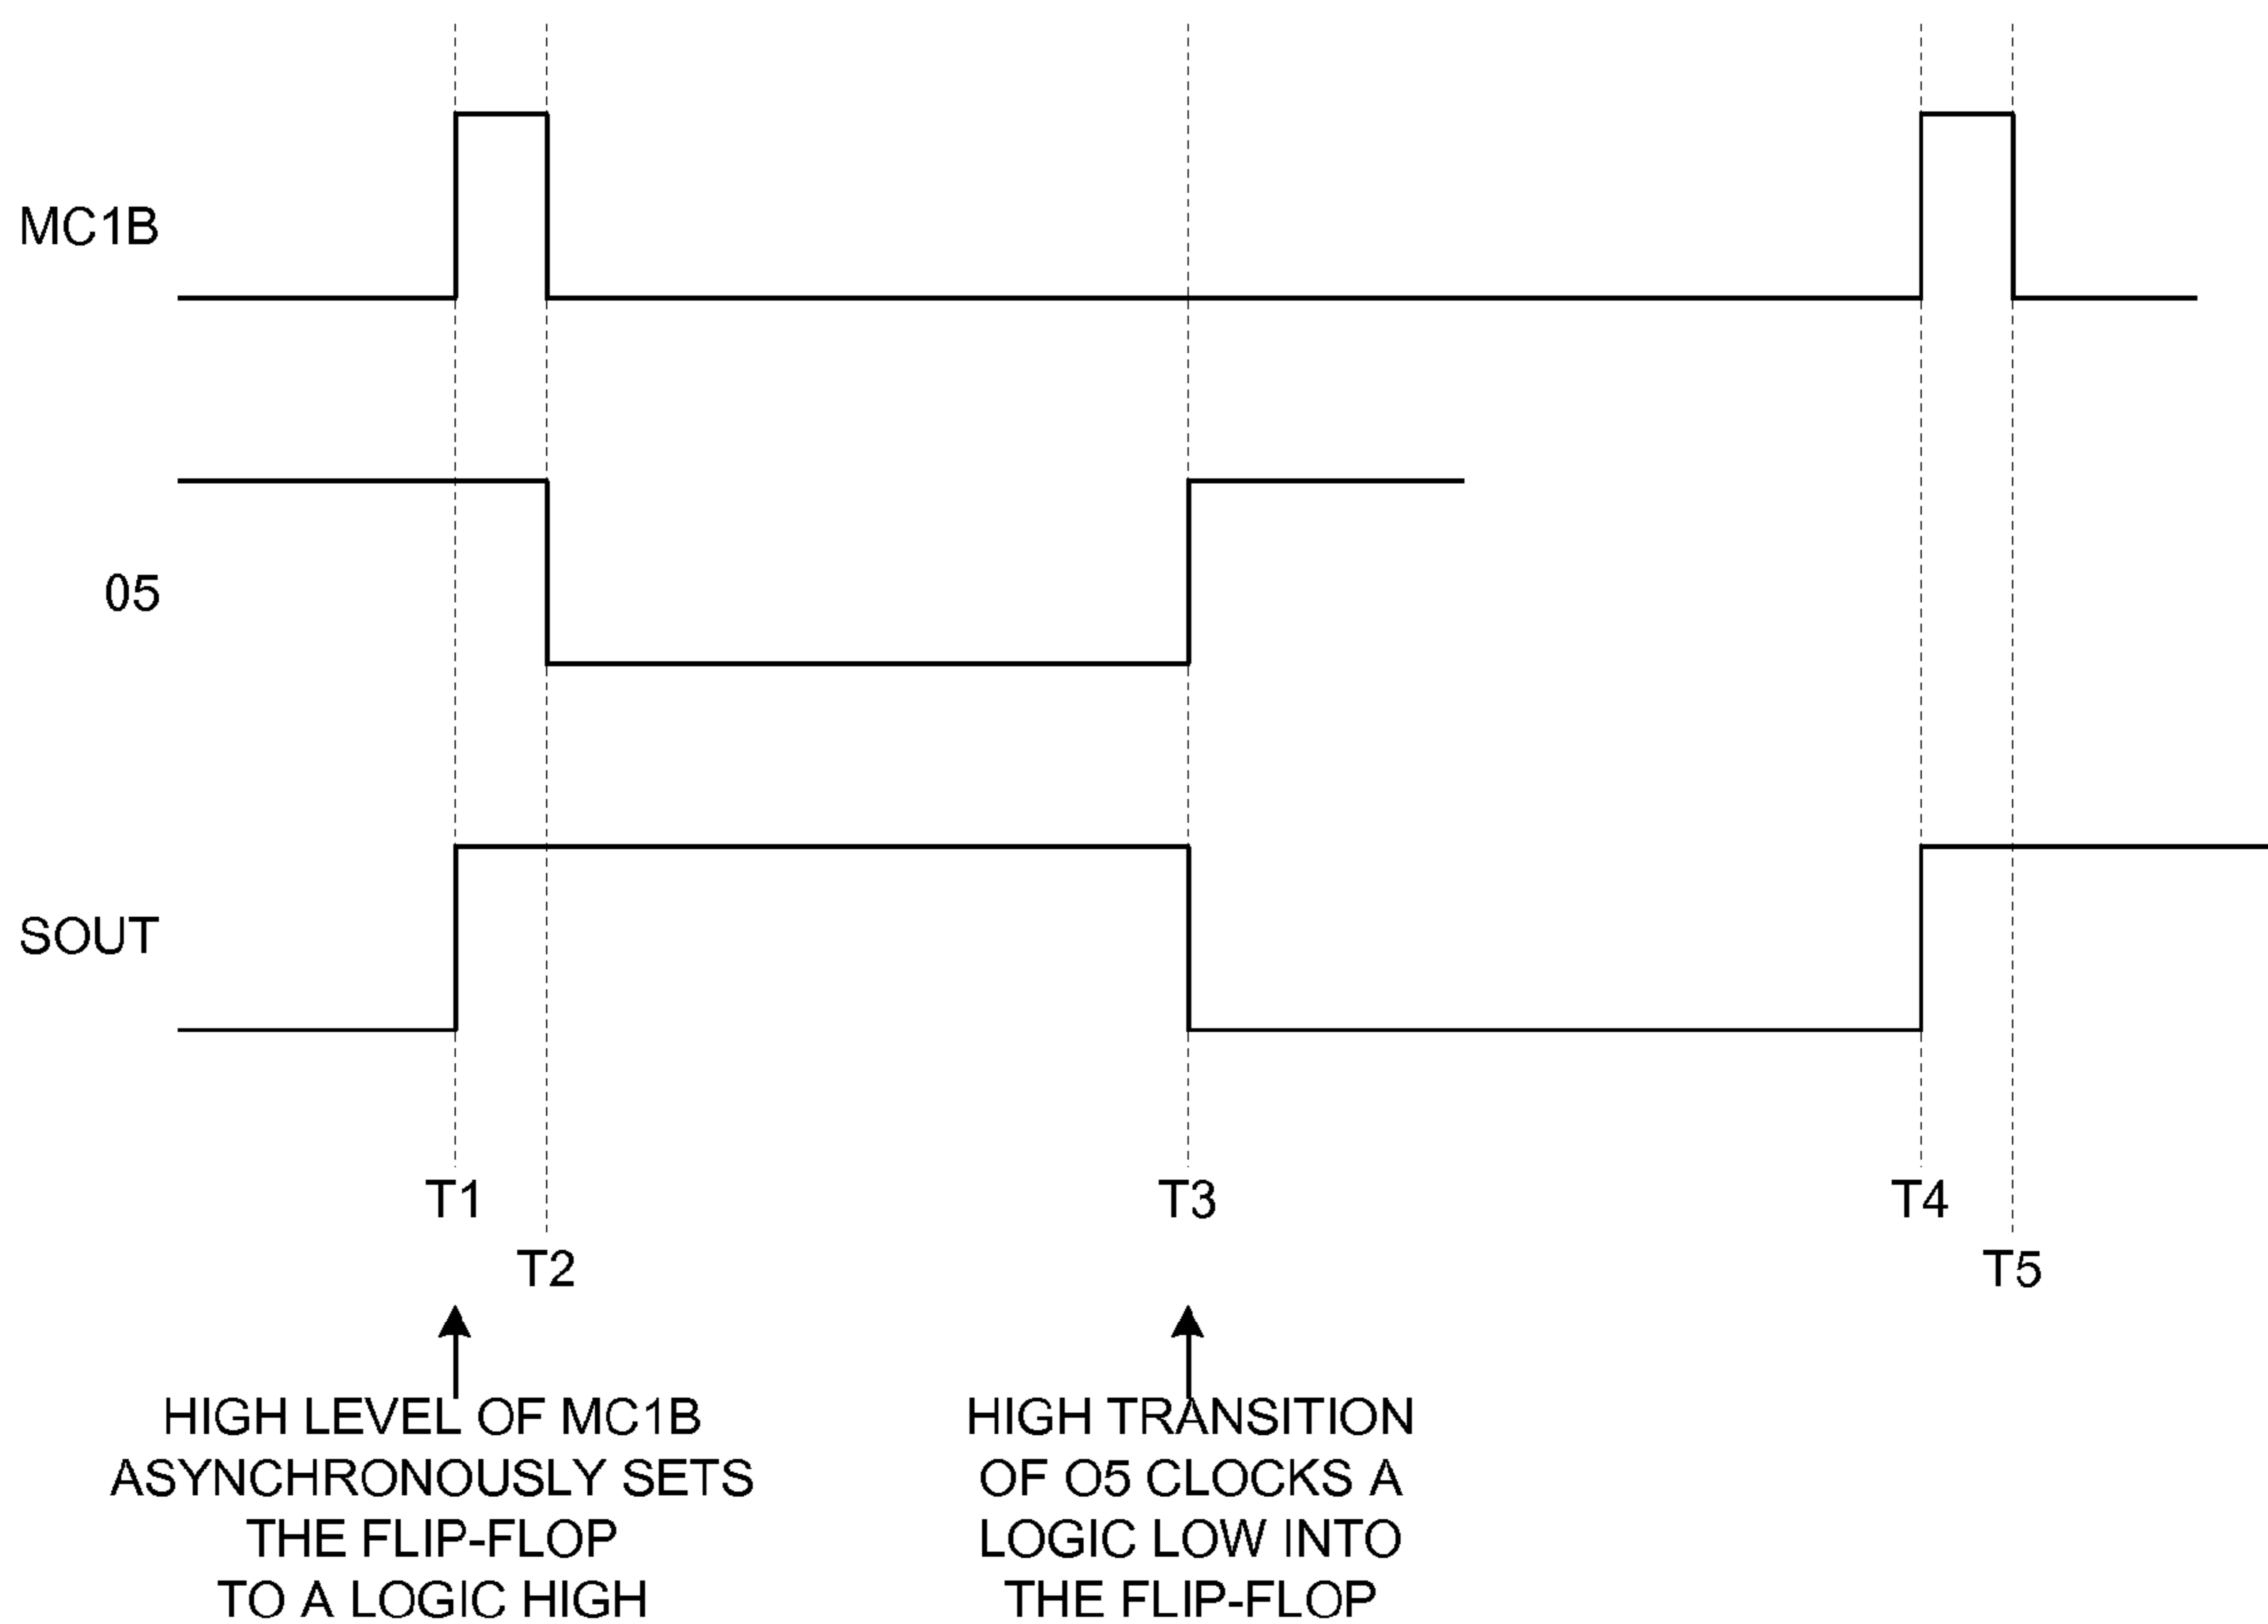 MC1B
05
SOUT
T1
T3
T4
T2
T5
HIGH LEVEL OF MC1B
ASYNCHRONOUSLY SETS
THE FLIP-FLOP
TO A LOGIC HIGH
HIGH TRANSITION
OF O5 CLOCKS A
LOGIC LOW INTO
THE FLIP-FLOP